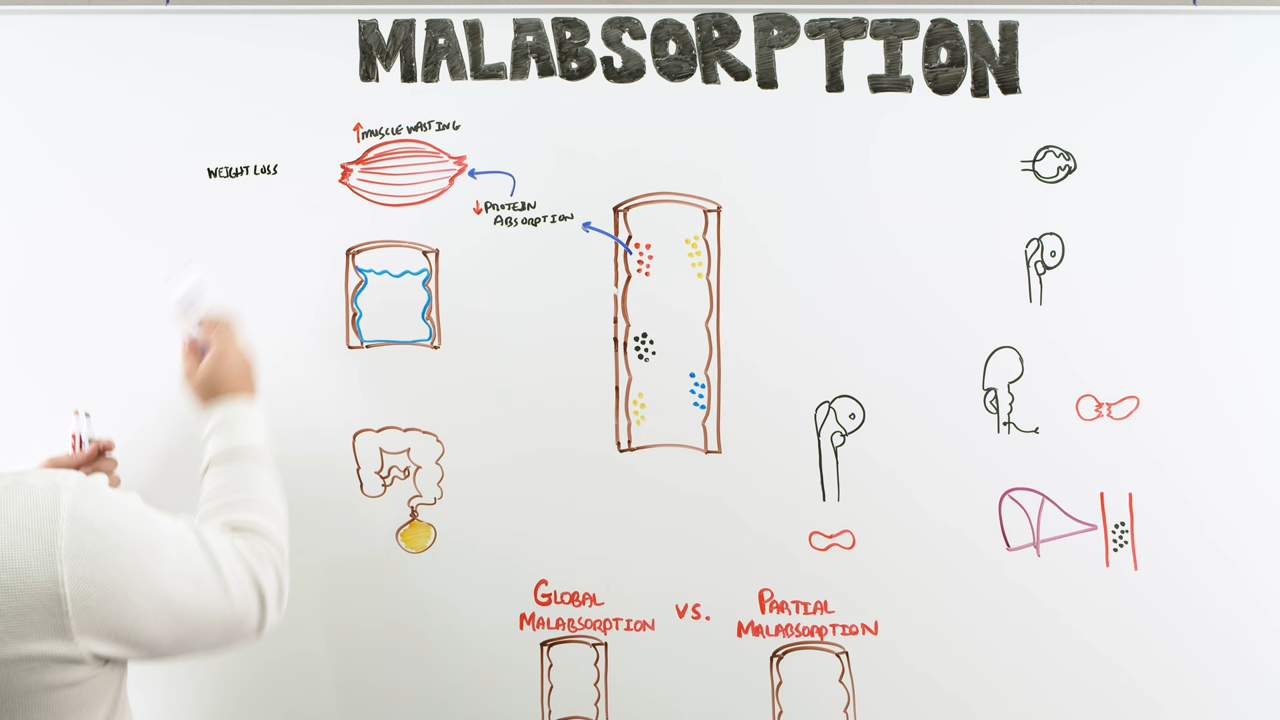 MALABSORPTION
↑ MUSCLE WASTING
WEIGHT LOSS
↓ PROTEIN
ABSORPTION
GLOBAL
MALABSORPTION
VS.
PARTIAL
MALABSORPTION